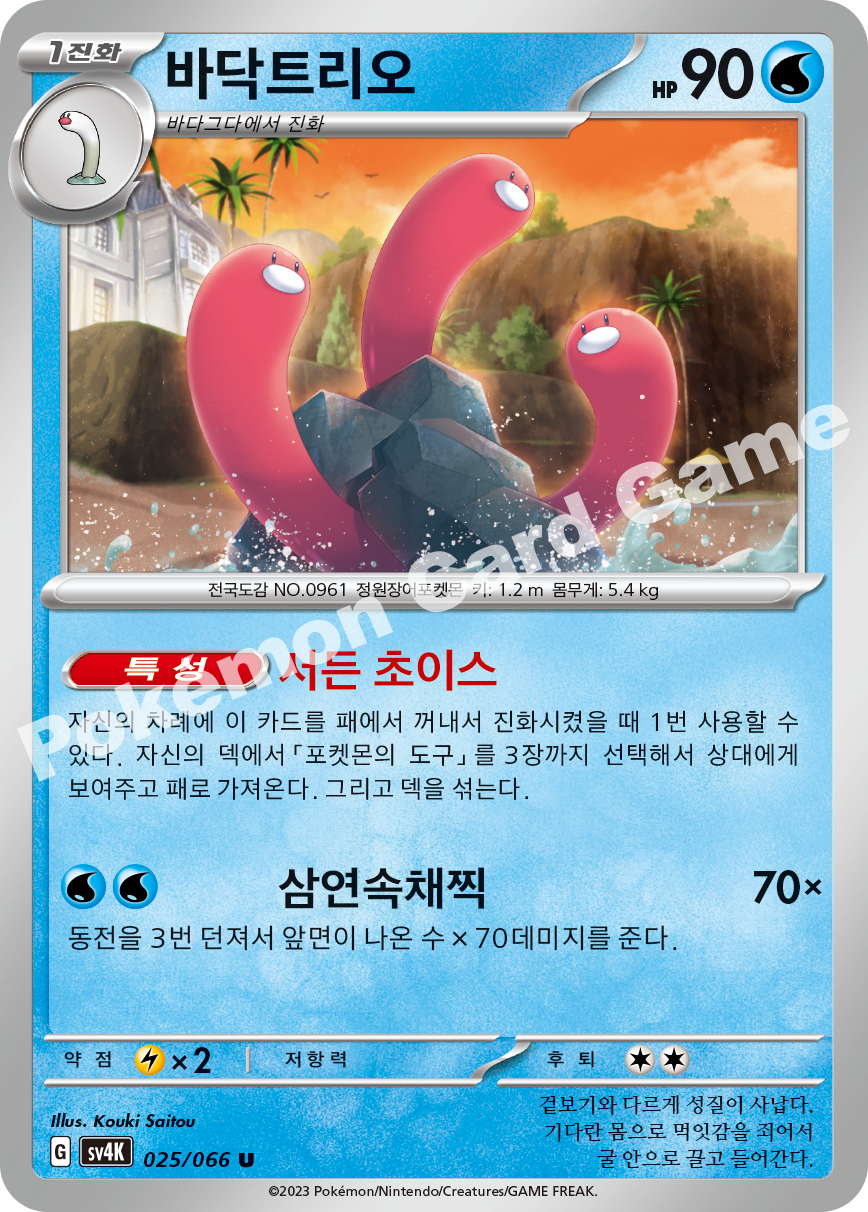 1진화
바닥트리오
HP 90
바다그다에서 진화
전국도감 NO.0961 정원장어포켓몬 키: 1.2 m 몸무게: 5.4 kg
특성 서든 초이스
자신의 차례에 이 카드를 패에서 꺼내서 진화시켰을 때 1번 사용할 수
있다. 자신의 덱에서 「포켓몬의 도구」를 3장까지 선택해서 상대에게
보여주고 패로 가져온다. 그리고 덱을 섞는다.
삼연속채찍 70×
동전을 3번 던져서 앞면이 나온 수 × 70데미지를 준다.
약점 ×2 저항력 후퇴
Illus. Kouki Saitou
G sv4K 025/066 U
겉보기와 다르게 성질이 사납다.
기다란 몸으로 먹잇감을 죄어서
굴 안으로 끌고 들어간다.
©2023 Pokémon/Nintendo/Creatures/GAME FREAK.
Pokémon Card Game